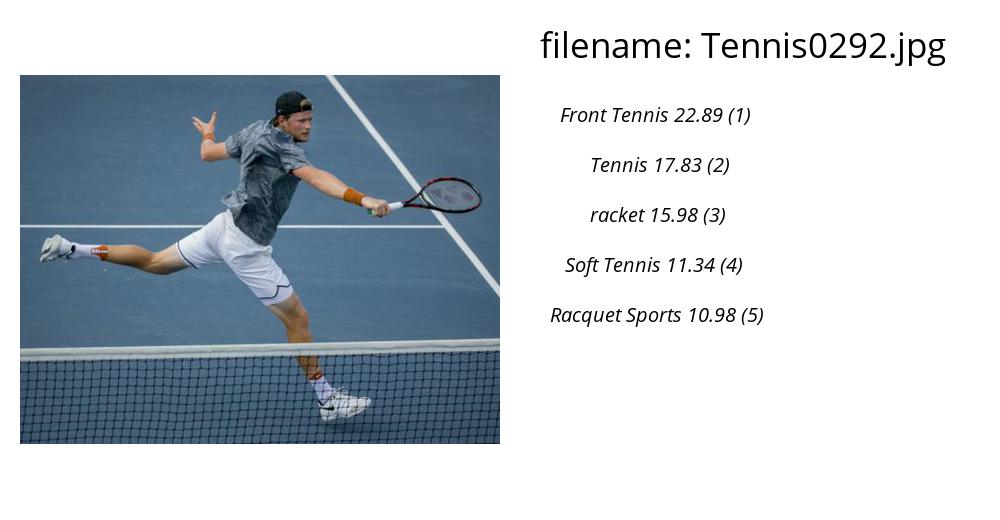 filename: Tennis0292.jpg
Front Tennis 22.89 (1)
Tennis 17.83 (2)
racket 15.98 (3)
Soft Tennis 11.34 (4)
Racquet Sports 10.98 (5)